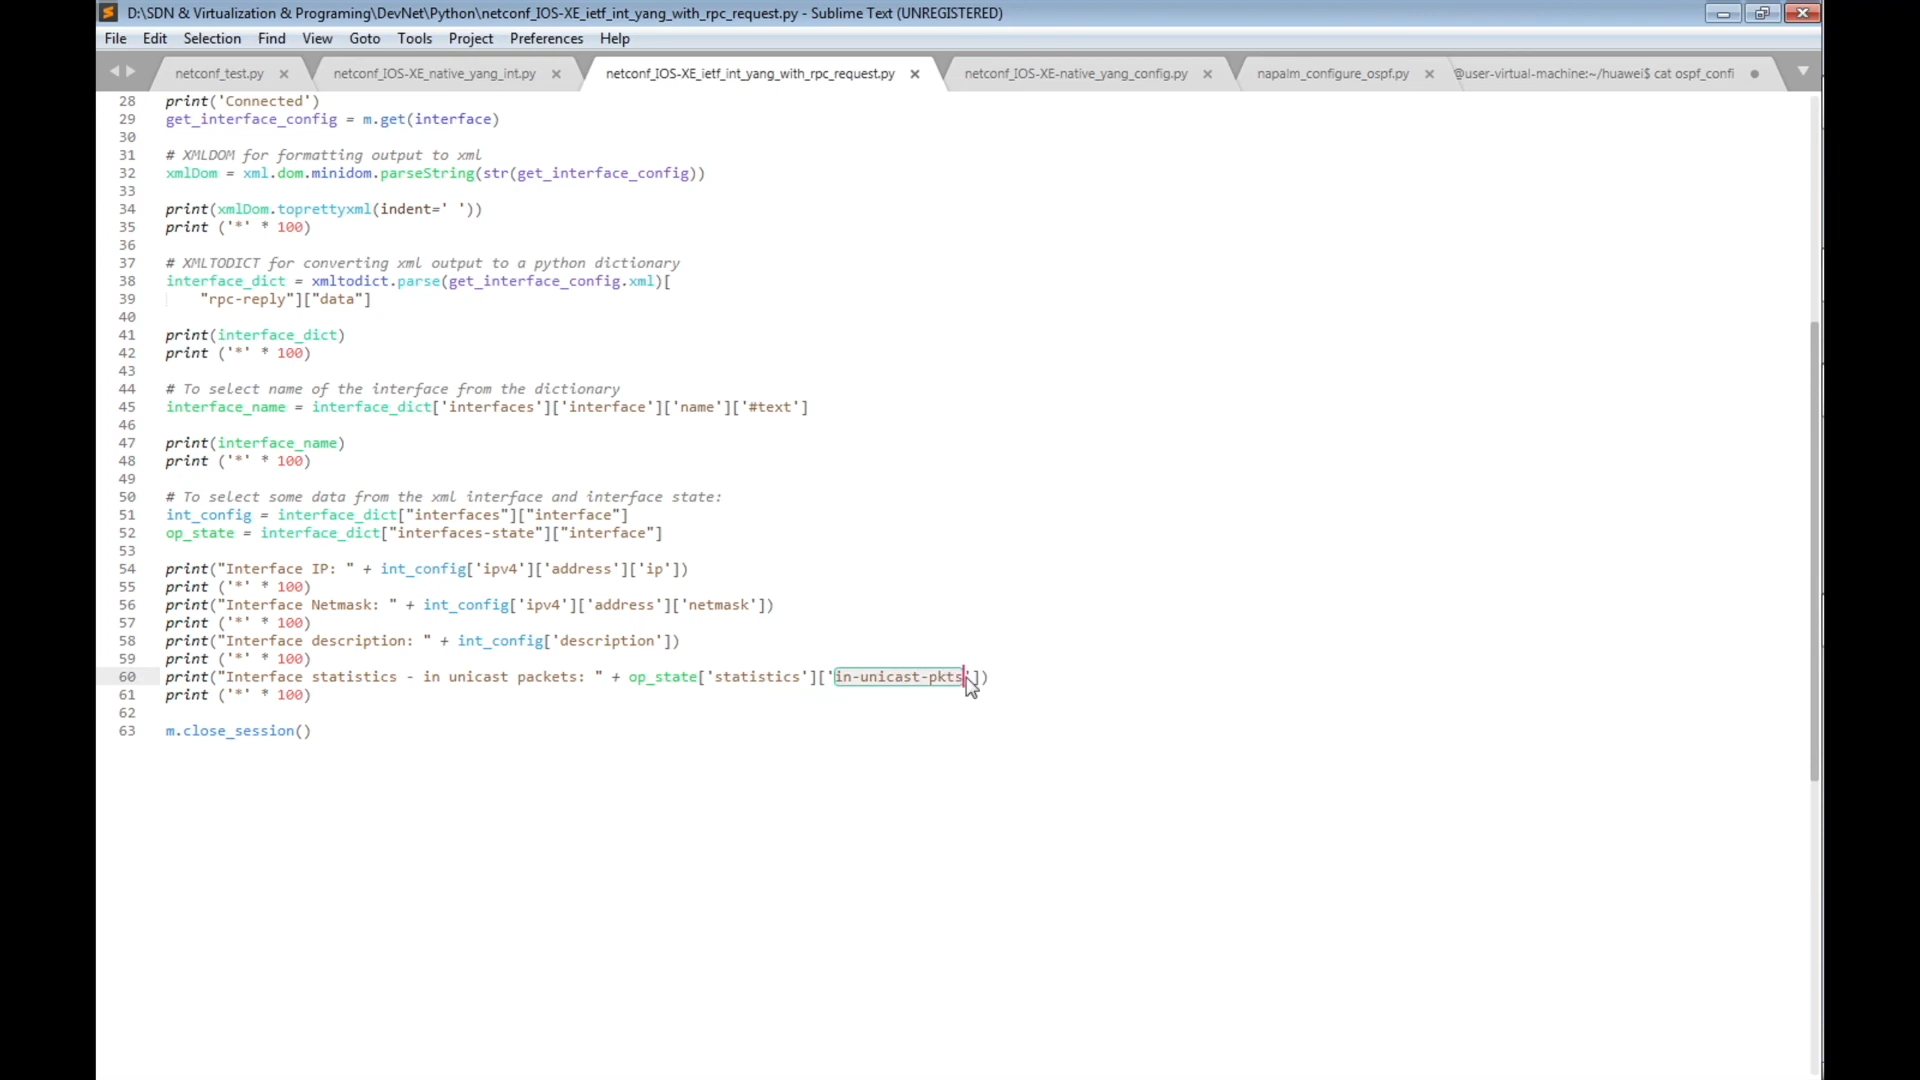 D:\SDN & Virtualization & Programing\DevNet\Python\netconf_IOS-XE_ietf_int_yang_with_rpc_request.py - Sublime Text (UNREGISTERED)
File Edit Selection Find View Goto Tools Project Preferences Help
netconf_test.py netconf_IOS-XE_native_yang_int.py netconf_IOS-XE_ietf_int_yang_with_rpc_request.py netconf_IOS-XE-native_yang_config.py napalm_configure_ospf.py @user-virtual-machine:~/huawei$ cat ospf_confi
28 print('Connected')
29 get_interface_config = m.get(interface)
30
31 # XMLDOM for formatting output to xml
32 xmlDom = xml.dom.minidom.parseString(str(get_interface_config))
33
34 print(xmlDom.toprettyxml(indent=' '))
35 print ('*' * 100)
36
37 # XMLTODICT for converting xml output to a python dictionary
38 interface_dict = xmltodict.parse(get_interface_config.xml)[
39 "rpc-reply"]["data"]
40
41 print(interface_dict)
42 print ('*' * 100)
43
44 # To select name of the interface from the dictionary
45 interface_name = interface_dict['interfaces']['interface']['name']['#text']
46
47 print(interface_name)
48 print ('*' * 100)
49
50 # To select some data from the xml interface and interface state:
51 int_config = interface_dict["interfaces"]["interface"]
52 op_state = interface_dict["interfaces-state"]["interface"]
53
54 print("Interface IP: " + int_config['ipv4']['address']['ip'])
55 print ('*' * 100)
56 print("Interface Netmask: " + int_config['ipv4']['address']['netmask'])
57 print ('*' * 100)
58 print("Interface description: " + int_config['description'])
59 print ('*' * 100)
60 print("Interface statistics - in unicast packets: " + op_state['statistics']['in-unicast-pkts'])
61 print ('*' * 100)
62
63 m.close_session()